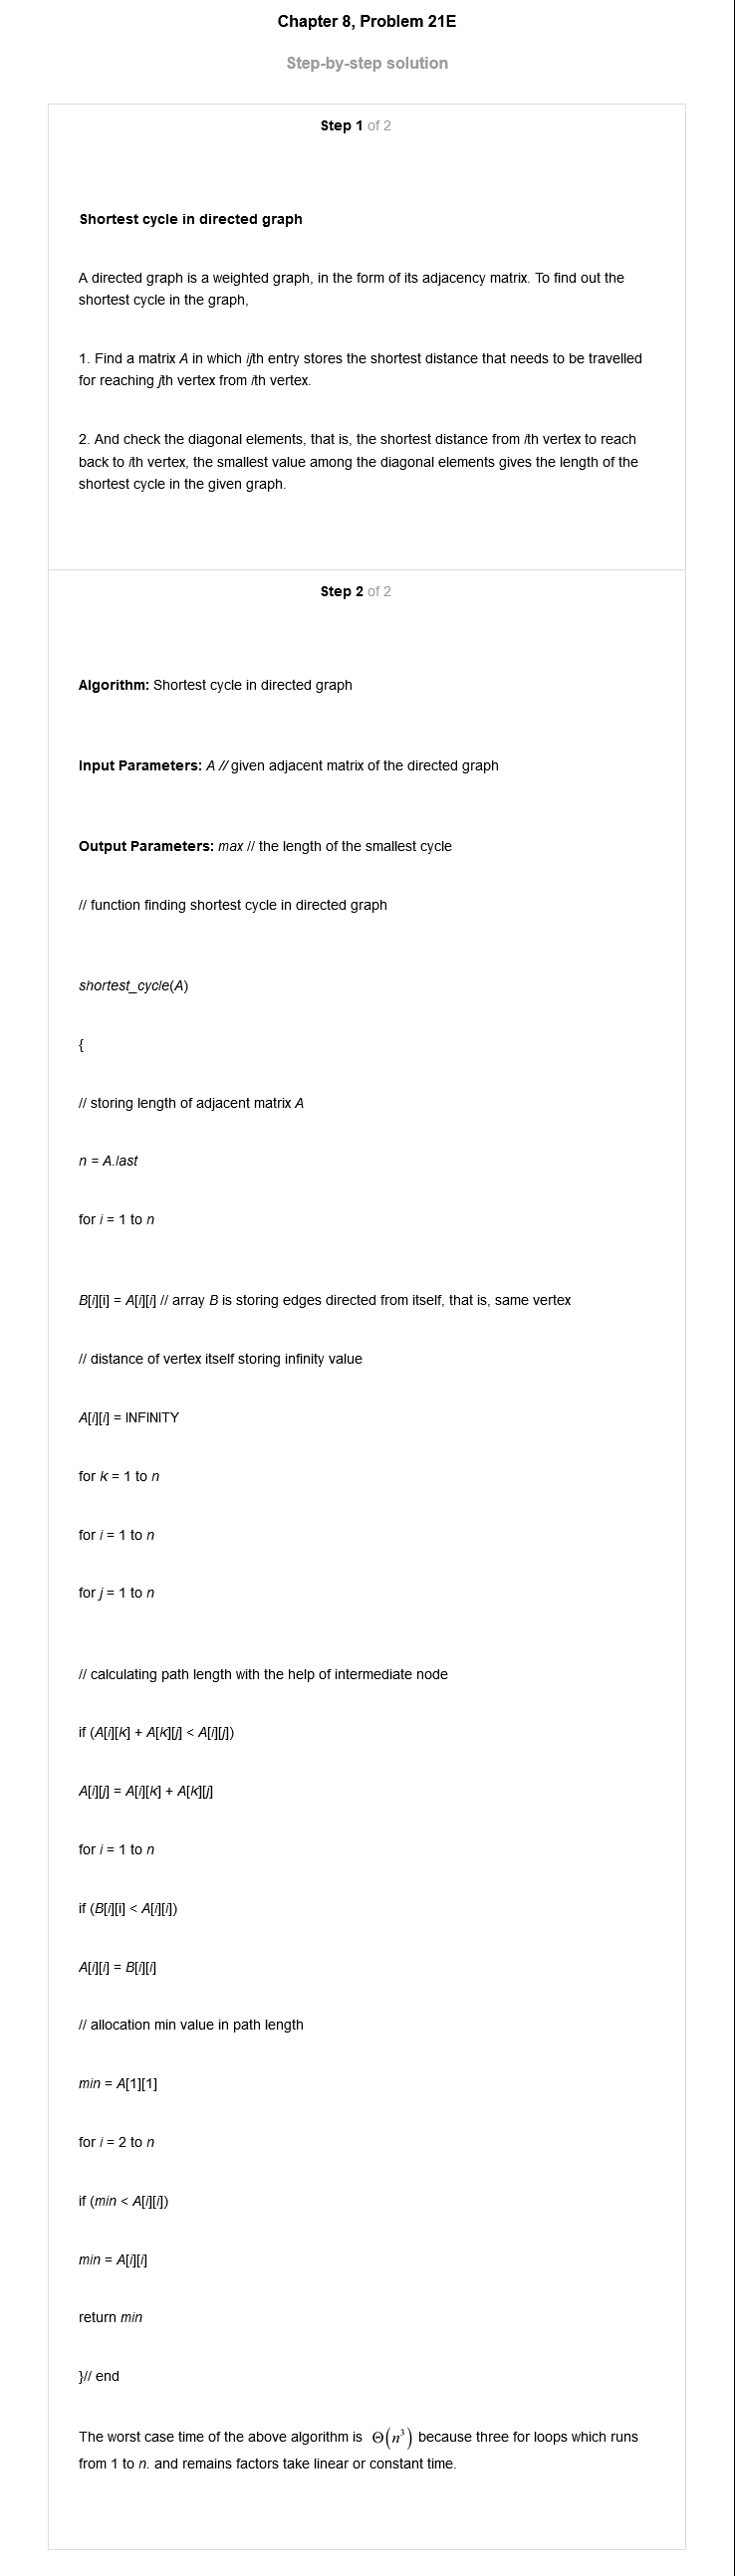 Chapter 8, Problem 21E
Step-by-step solution
Step 1 of 2
Shortest cycle in directed graph
A directed graph is a weighted graph, in the form of its adjacency matrix. To find out the
shortest cycle in the graph,
1. Find a matrix A in which ijth entry stores the shortest distance that needs to be travelled
for reaching jth vertex from ith vertex.
2. And check the diagonal elements, that is, the shortest distance from ith vertex to reach
back to ith vertex, the smallest value among the diagonal elements gives the length of the
shortest cycle in the given graph.
Step 2 of 2
Algorithm: Shortest cycle in directed graph
Input Parameters: A // given adjacent matrix of the directed graph
Output Parameters: max // the length of the smallest cycle
// function finding shortest cycle in directed graph
shortest_cycle(A)
{
// storing length of adjacent matrix A
n = A.last
for i = 1 to n
B[i][i] = A[i][i] // array B is storing edges directed from itself, that is, same vertex
// distance of vertex itself storing infinity value
A[i][i] = INFINITY
for k = 1 to n
for i = 1 to n
for j = 1 to n
// calculating path length with the help of intermediate node
if (A[i][k] + A[k][j] < A[i][j])
A[i][j] = A[i][k] + A[k][j]
for i = 1 to n
if (B[i][i] < A[i][i])
A[i][i] = B[i][i]
// allocation min value in path length
min = A[1][1]
for i = 2 to n
if (min < A[i][i])
min = A[i][i]
return min
}// end
The worst case time of the above algorithm is Θ(n³) because three for loops which runs
from 1 to n. and remains factors take linear or constant time.